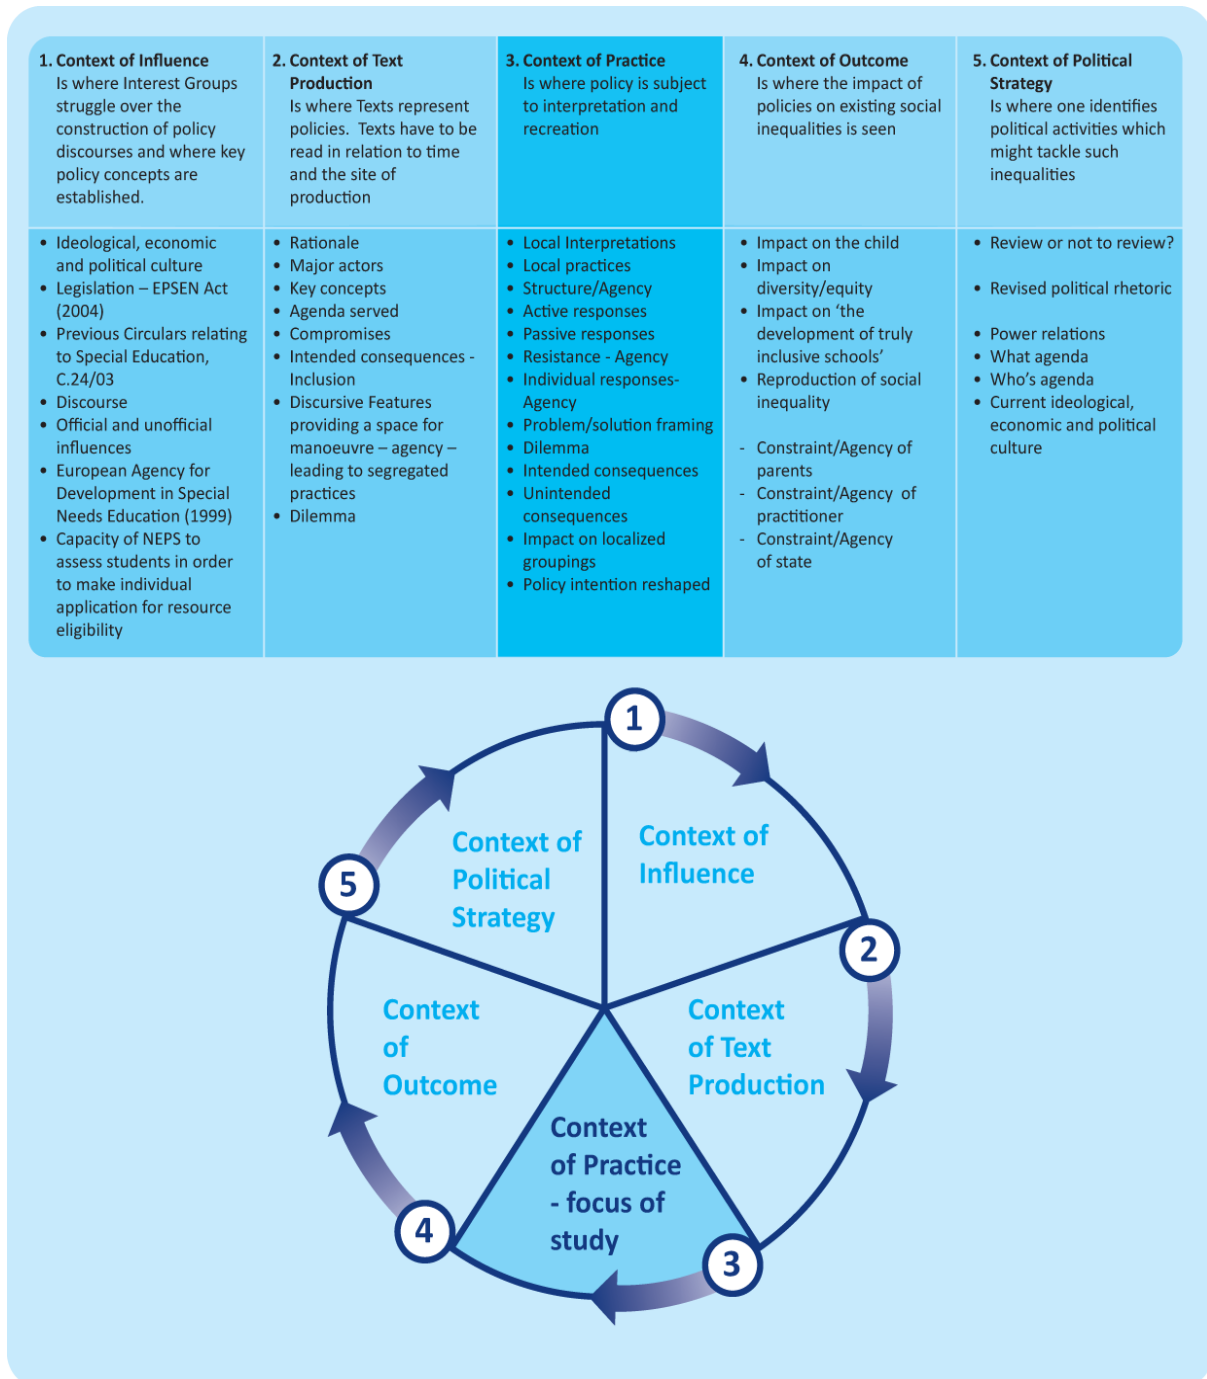 1. Context of Influence
Is where Interest Groups
struggle over the
construction of policy
discourses and where key
policy concepts are
established.
2. Context of Text
Production
Is where Texts represent
policies. Texts have to be
read in relation to time
and the site of
production
3. Context of Practice
Is where policy is subject
to interpretation and
recreation
4. Context of Outcome
Is where the impact of
policies on existing social
inequalities is seen
5. Context of Political
Strategy
Is where one identifies
political activities which
might tackle such
inequalities
• Ideological, economic
and political culture
• Legislation – EPSEN Act
(2004)
• Previous Circulars relating
to Special Education,
C.24/03
• Discourse
• Official and unofficial
influences
• European Agency for
Development in Special
Needs Education (1999)
• Capacity of NEPS to
assess students in order
to make individual
application for resource
eligibility
• Rationale
• Major actors
• Key concepts
• Agenda served
• Compromises
• Intended consequences -
Inclusion
• Discursive Features
providing a space for
manoeuvre – agency –
leading to segregated
practices
• Dilemma
• Local Interpretations
• Local practices
• Structure/Agency
• Active responses
• Passive responses
• Resistance - Agency
• Individual responses-
Agency
• Problem/solution framing
• Dilemma
• Intended consequences
• Unintended
consequences
• Impact on localized
groupings
• Policy intention reshaped
• Impact on the child
• Impact on
diversity/equity
• Impact on ‘the
development of truly
inclusive schools’
• Reproduction of social
inequality
- Constraint/Agency of
parents
- Constraint/Agency of
practitioner
- Constraint/Agency
of state
• Review or not to review?
• Revised political rhetoric
• Power relations
• What agenda
• Who’s agenda
• Current ideological,
economic and political
culture
1
Context of
Influence
2
Context
of Text
Production
3
Context
of Practice
- focus of
study
4
Context
of
Outcome
5
Context of
Political
Strategy